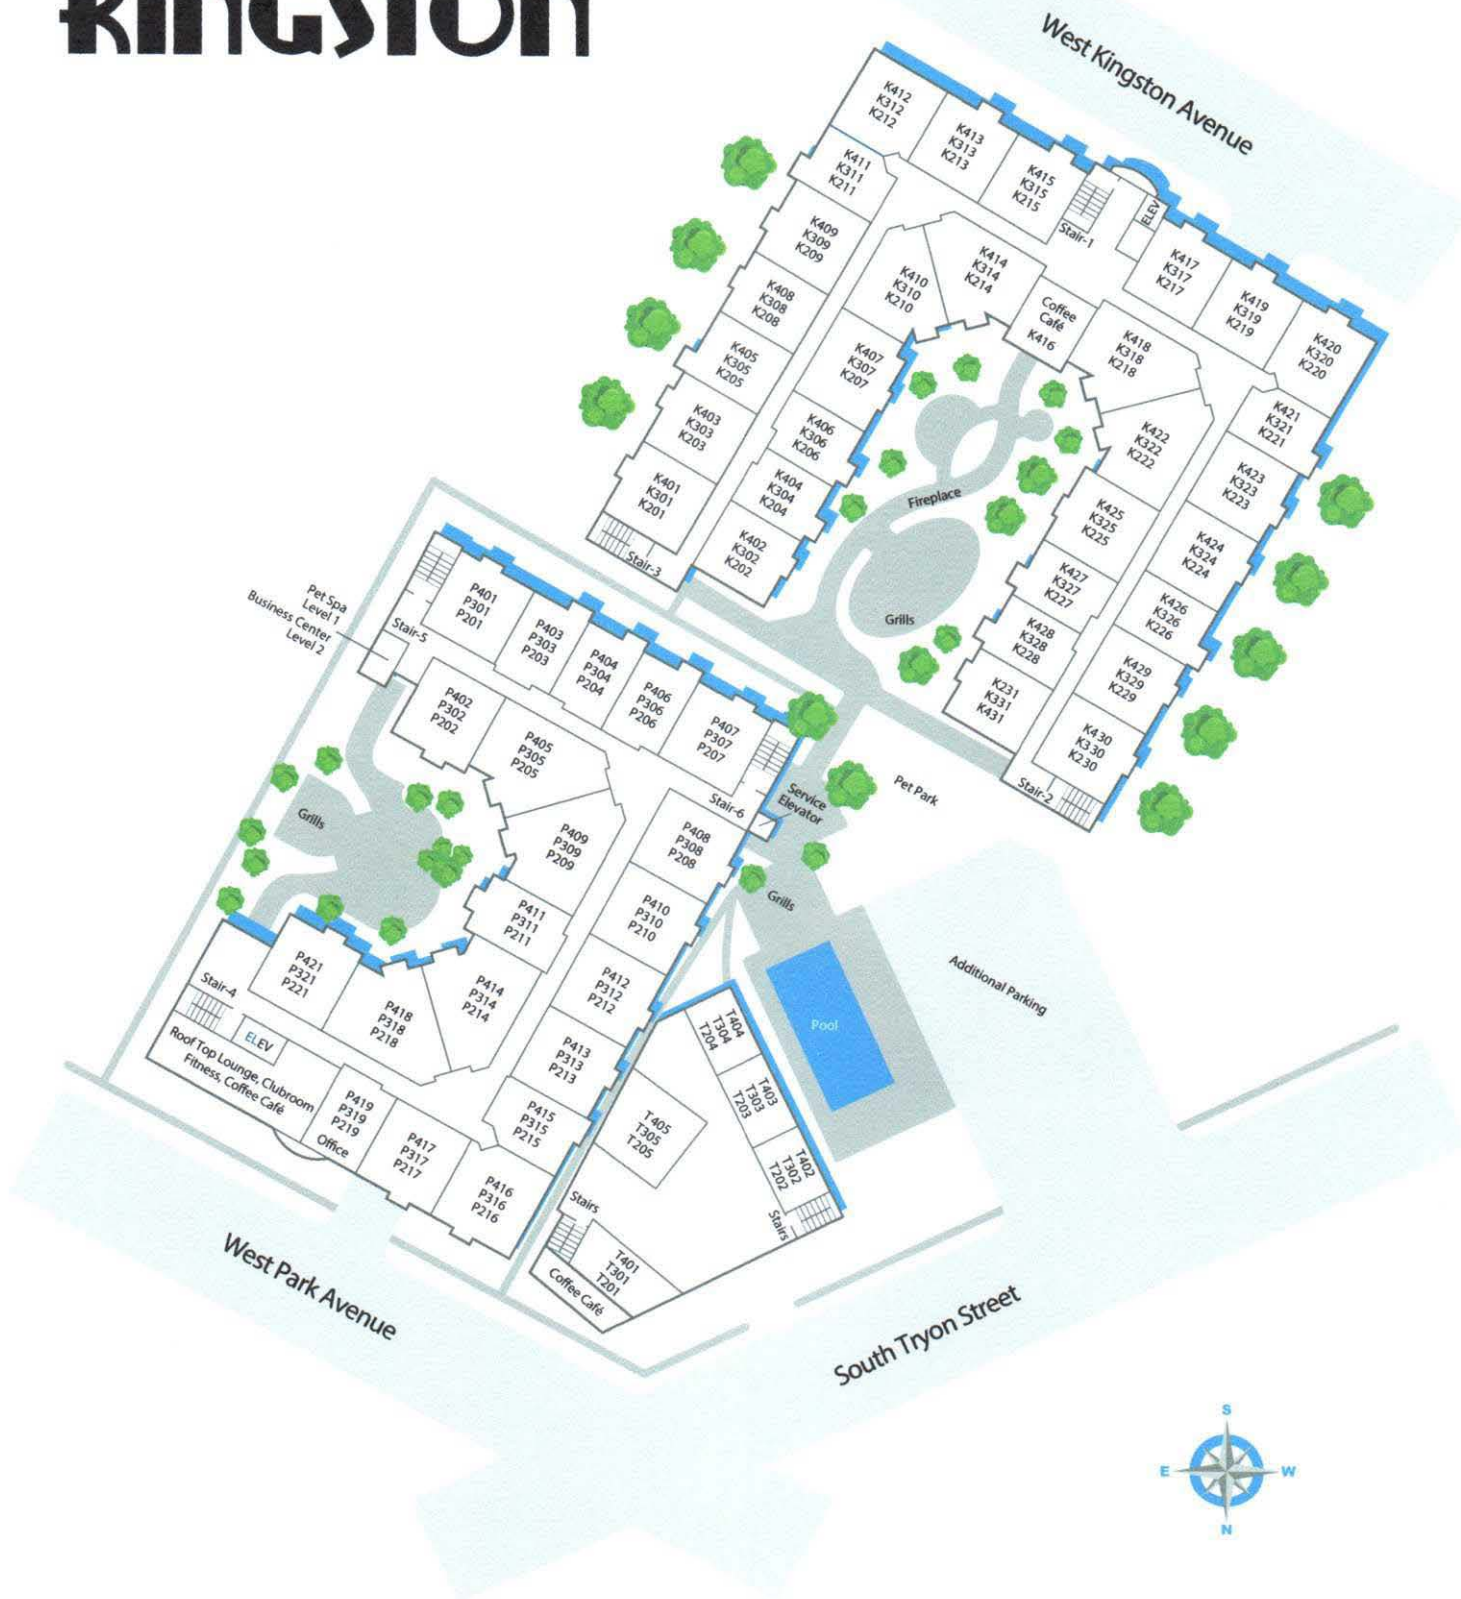 KINGSTON
West Kingston Avenue
K412
K312
K212
K413
K313
K213
K415
K315
K215
Stair-1
ELEV
K417
K317
K217
K419
K319
K219
K420
K320
K220
K411
K311
K211
K409
K309
K209
K408
K308
K208
K405
K305
K205
K403
K303
K203
K401
K301
K201
Stair-3
K410
K310
K210
K414
K314
K214
Coffee
Café
K416
K418
K318
K218
K407
K307
K207
K406
K306
K206
K404
K304
K204
K402
K302
K202
K422
K322
K222
K425
K325
K225
K427
K327
K227
K428
K328
K228
K231
K331
K431
K421
K321
K221
K423
K323
K223
K424
K324
K224
K426
K326
K226
K429
K329
K229
K430
K330
K230
Stair-2
Fireplace
Grills
Pet Park
Pet Spa
Level 1
Business Center
Level 2
Stair-5
P401
P301
P201
P403
P303
P203
P404
P304
P204
P406
P306
P206
P407
P307
P207
Stair-6
Service
Elevator
P402
P302
P202
P405
P305
P205
P409
P309
P209
P411
P311
P211
P408
P308
P208
P410
P310
P210
P412
P312
P212
P413
P313
P213
P415
P315
P215
P416
P316
P216
P414
P314
P214
P418
P318
P218
P421
P321
P221
Grills
Stair-4
ELEV
Roof Top Lounge, Clubroom
Fitness, Coffee Café
P419
P319
P219
Office
P417
P317
P217
Grills
Pool
Additional Parking
T404
T304
T204
T403
T303
T203
T402
T302
T202
Stairs
T405
T305
T205
Stairs
T401
T301
T201
Coffee Café
West Park Avenue
South Tryon Street
S
E
W
N